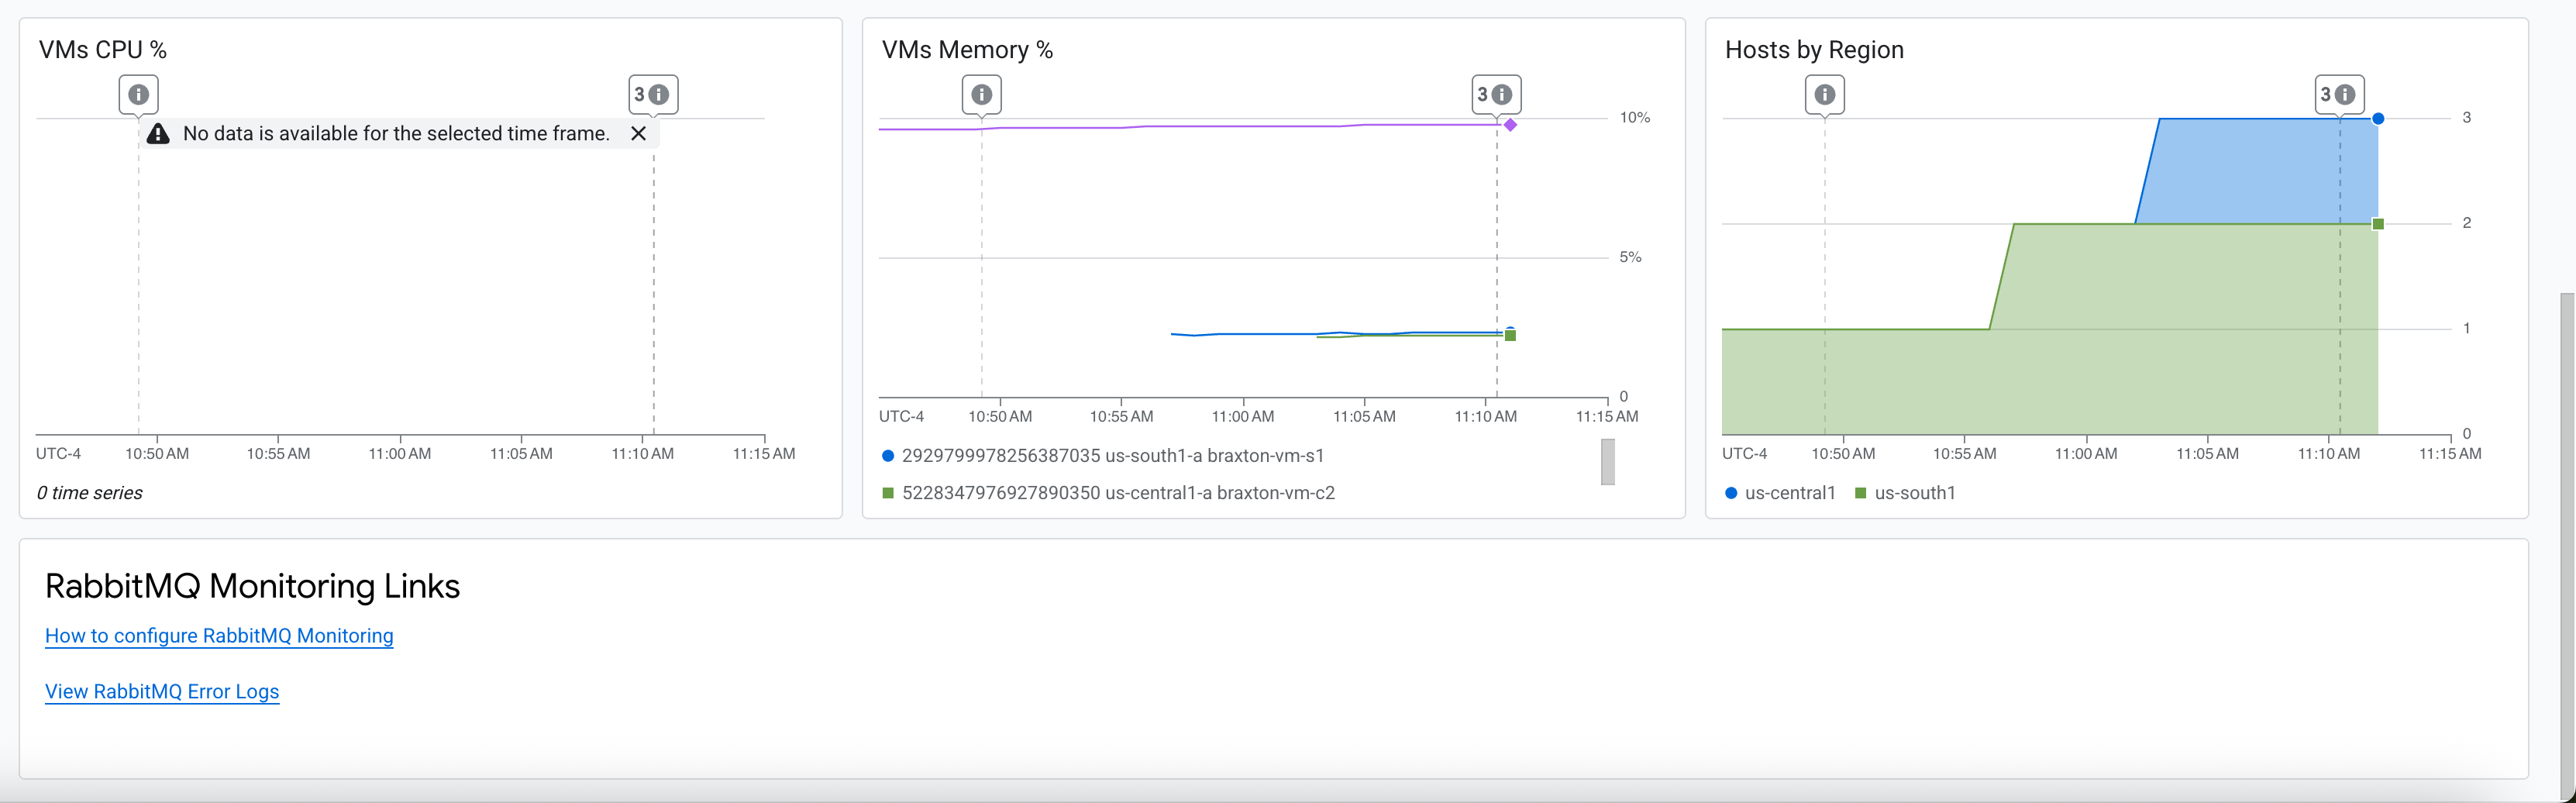 VMs CPU %
3
No data is available for the selected time frame.
UTC-4 10:50 AM 10:55 AM 11:00 AM 11:05 AM 11:10 AM 11:15 AM
0 time series
VMs Memory %
3
10%
5%
0
UTC-4 10:50 AM 10:55 AM 11:00 AM 11:05 AM 11:10 AM 11:15 AM
2929799978256387035 us-south1-a braxton-vm-s1
5228347976927890350 us-central1-a braxton-vm-c2
Hosts by Region
3
3
2
1
0
UTC-4 10:50 AM 10:55 AM 11:00 AM 11:05 AM 11:10 AM 11:15 AM
us-central1 us-south1
RabbitMQ Monitoring Links
How to configure RabbitMQ Monitoring
View RabbitMQ Error Logs